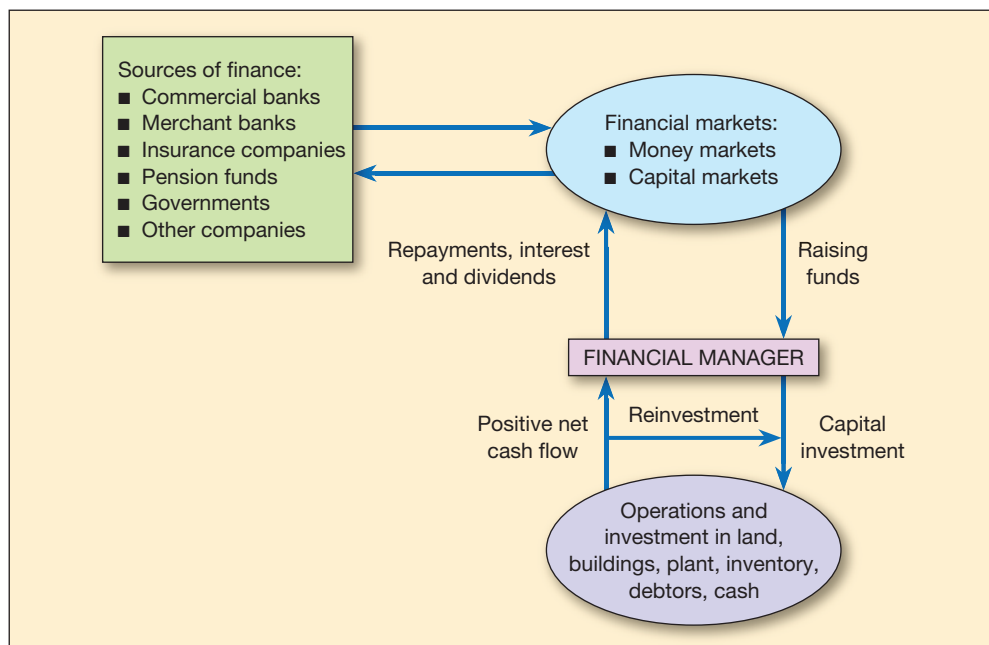 Sources of finance:
■ Commercial banks
■ Merchant banks
■ Insurance companies
■ Pension funds
■ Governments
■ Other companies
Financial markets:
■ Money markets
■ Capital markets
Repayments, interest
and dividends
Raising
funds
FINANCIAL MANAGER
Positive net
cash flow
Reinvestment
Capital
investment
Operations and
investment in land,
buildings, plant, inventory,
debtors, cash